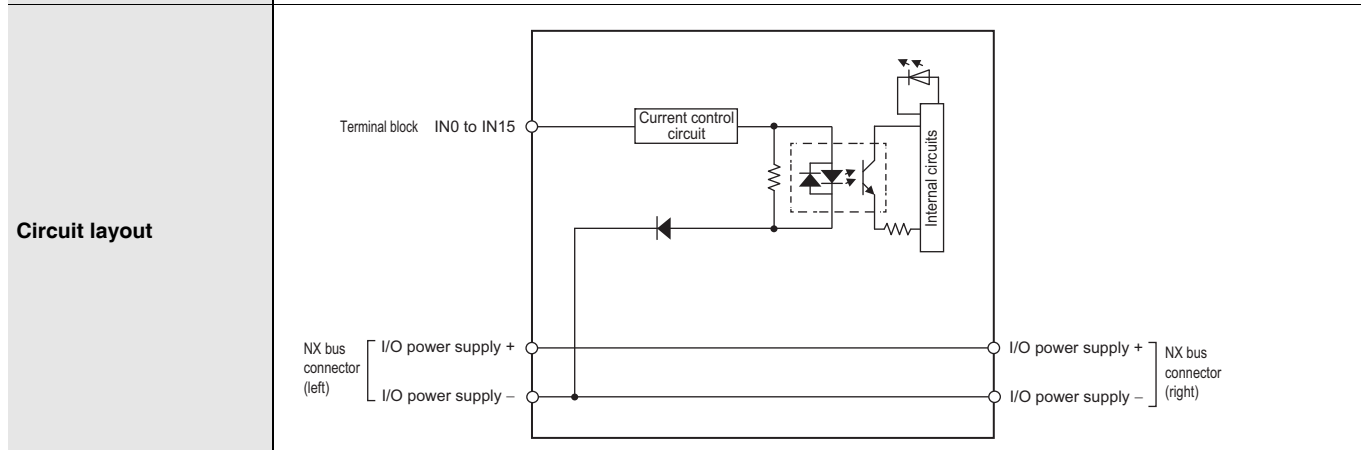 Circuit layout
Terminal block IN0 to IN15
Current control
circuit
Internal circuits
NX bus
connector
(left)
I/O power supply +
I/O power supply –
I/O power supply +
I/O power supply –
NX bus
connector
(right)